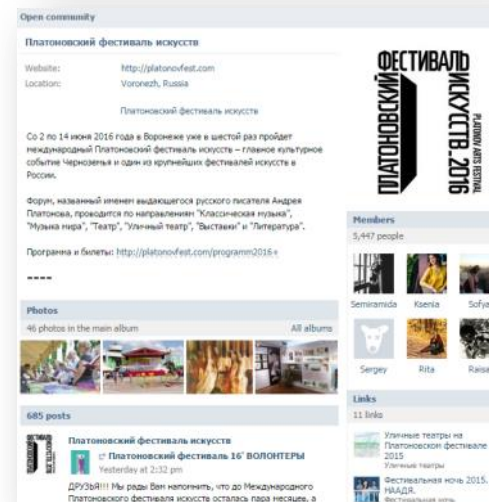 Open community
Платоновский фестиваль искусств
Website: http://platonovfest.com
Location: Voronezh, Russia
Платоновский фестиваль искусств
Со 2 по 14 июня 2016 года в Воронеже уже в шестой раз пройдет
международный Платоновский фестиваль искусств – главное культурное
событие Черноземья и один из крупнейших фестивалей искусств в
России.
Форум, названный именем выдающегося русского писателя Андрея
Платонова, проводится по направлениям "Классическая музыка",
"Музыка мира", "Театр", "Уличный театр", "Выставки" и "Литература".
Программа и билеты: http://platonovfest.com/programm2016+
====
Photos
46 photos in the main album All albums
685 posts
Платоновский фестиваль искусств
Платоновский фестиваль 16` ВОЛОНТЕРЫ
Yesterday at 2:32 pm
ДРУЗЬЯ!!! Мы рады Вам напомнить, что до Международного
Платоновского фестиваля искусств осталась пара месяцев, а
ПЛАТОНОВСКИЙ
ФЕСТИВАЛЬ
ИСКУССТВ-2016
PLATONOV ARTS FESTIVAL
Members
5,447 people
Semiramida Ksenia Sofya
Sergey Rita Raisa
Links
11 links
Уличные театры на
Платоновском фестивале
2015
Уличные театры
Фестивальная ночь 2015.
НААДЯ.
Фестивальная ночь